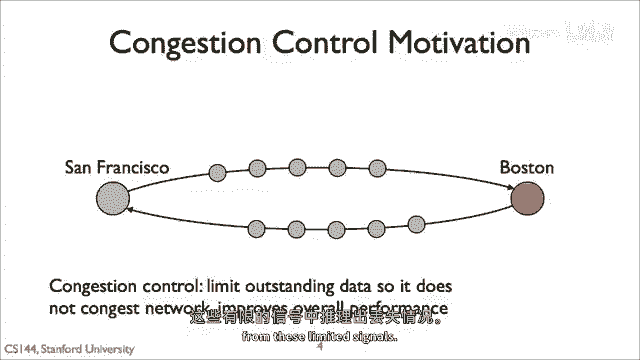 Congestion Control Motivation
San Francisco
Boston
Congestion control: limit outstanding data so it does
not congest network, improves overall performance
这些有限的信号中推理出丢失情况。
from these limited signals.
CS144, Stanford University
4